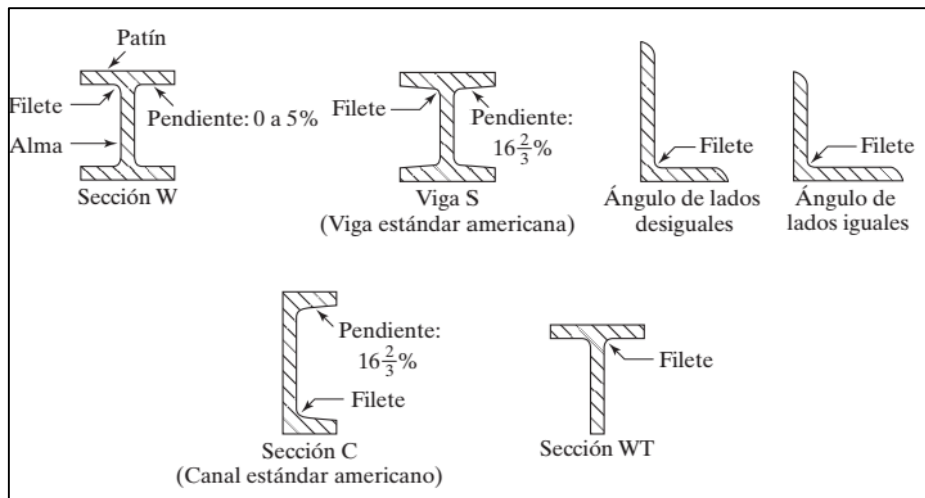 Patín
Filete
Pendiente: 0 a 5%
Alma
Sección W
Filete
Pendiente:
16 2/3%
Viga S
(Viga estándar americana)
Filete
Ángulo de lados
desiguales
Filete
Ángulo de
lados iguales
Pendiente:
16 2/3%
Filete
Sección C
(Canal estándar americano)
Filete
Sección WT